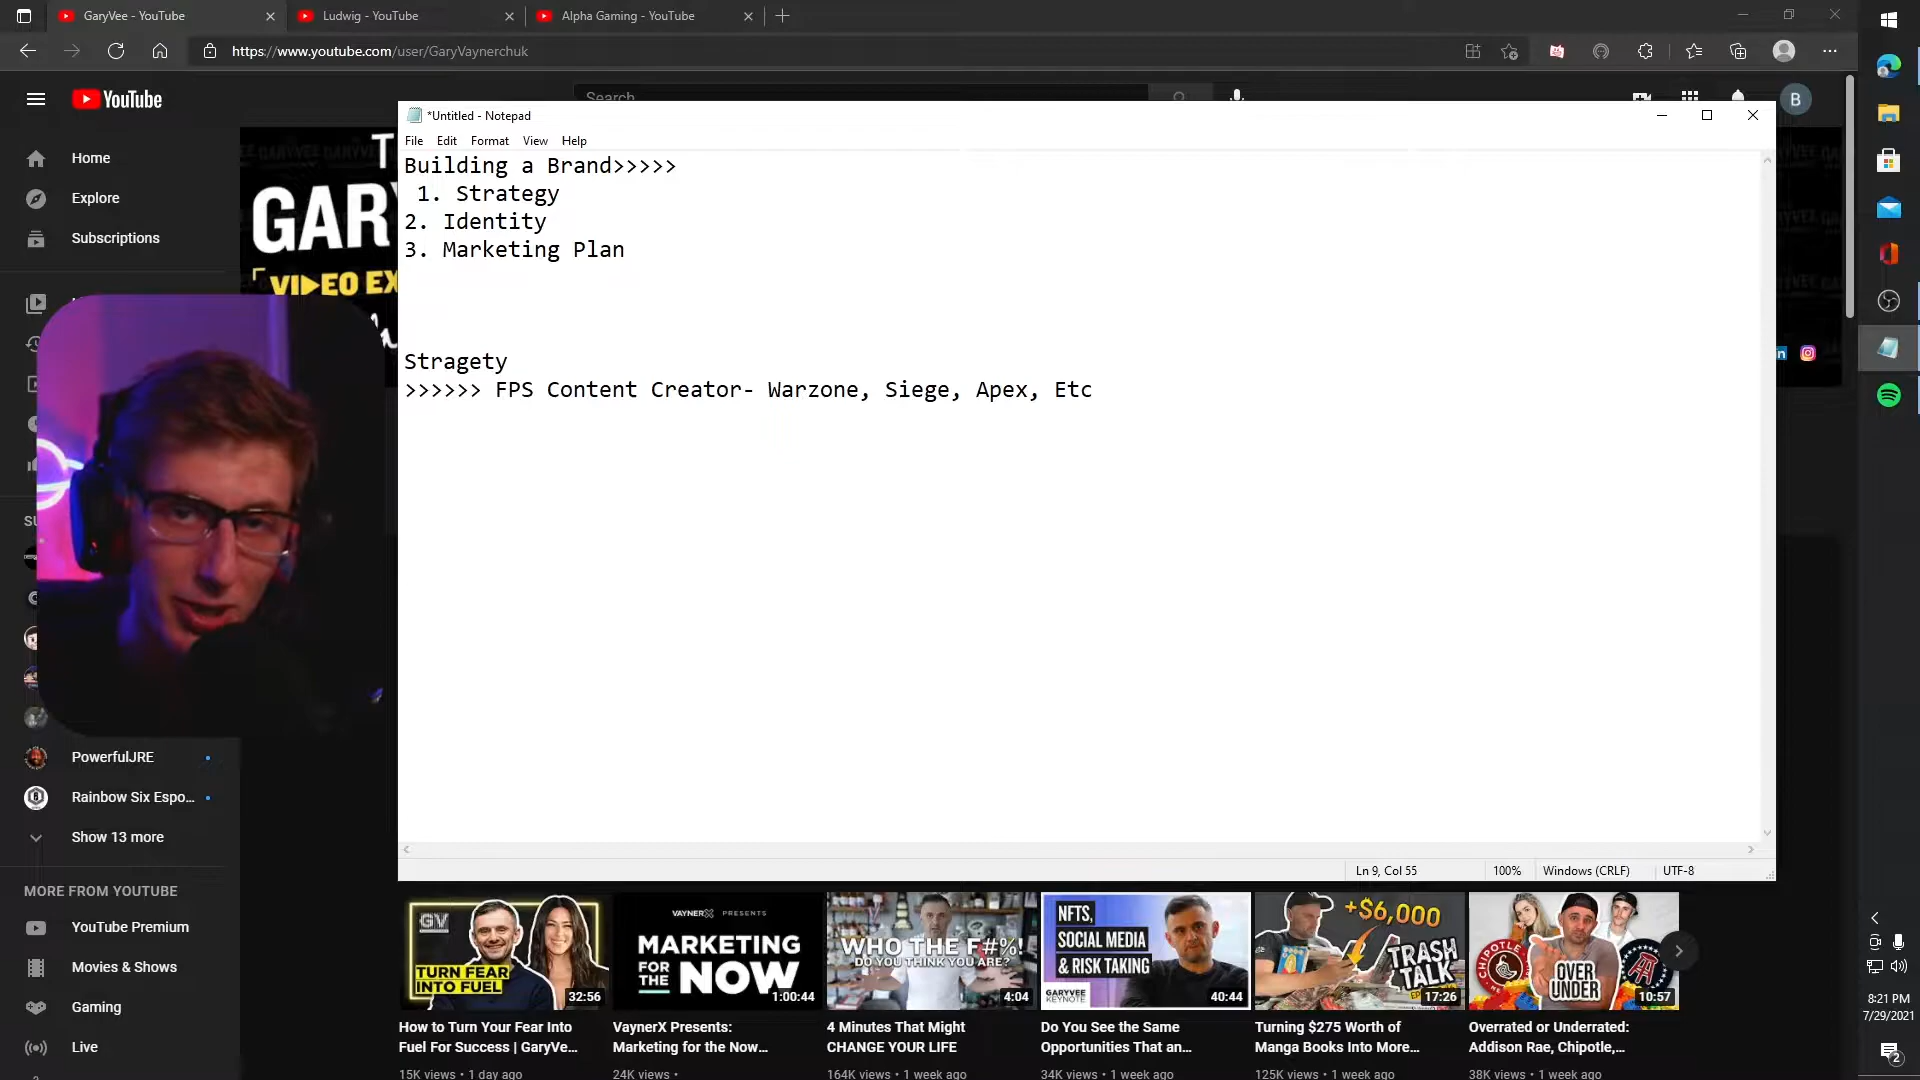 GaryVee - YouTube
Ludwig - YouTube
Alpha Gaming - YouTube
https://www.youtube.com/user/GaryVaynerchuk
YouTube
Search
B
Home
Explore
Subscriptions
GAR
VIDEO EX
*Untitled - Notepad
File Edit Format View Help
Building a Brand>>>>>
1. Strategy
2. Identity
3. Marketing Plan
Stragety
>>>>>> FPS Content Creator- Warzone, Siege, Apex, Etc
Ln 9, Col 55
100%
Windows (CRLF)
UTF-8
PowerfulJRE
Rainbow Six Espo...
Show 13 more
MORE FROM YOUTUBE
YouTube Premium
Movies & Shows
Gaming
Live
GV
TURN FEAR
INTO FUEL
32:56
VAYNERX PRESENTS
MARKETING
FOR THE NOW
1:00:44
WHO THE F#%!
DO YOU THINK YOU ARE?
4:04
NFTS,
SOCIAL MEDIA
& RISK TAKING
GARYVEE
KEYNOTE
40:44
+$6,000
TRASH
TALK
17:26
CHIPOTLE
OVER
UNDER
10:57
How to Turn Your Fear Into
Fuel For Success | GaryVe...
15K views • 1 day ago
VaynerX Presents:
Marketing for the Now...
24K views •
4 Minutes That Might
CHANGE YOUR LIFE
164K views • 1 week ago
Do You See the Same
Opportunities That an...
34K views • 1 week ago
Turning $275 Worth of
Manga Books Into More...
125K views • 1 week ago
Overrated or Underrated:
Addison Rae, Chipotle,...
38K views • 1 week ago
8:21 PM
7/29/2021
2